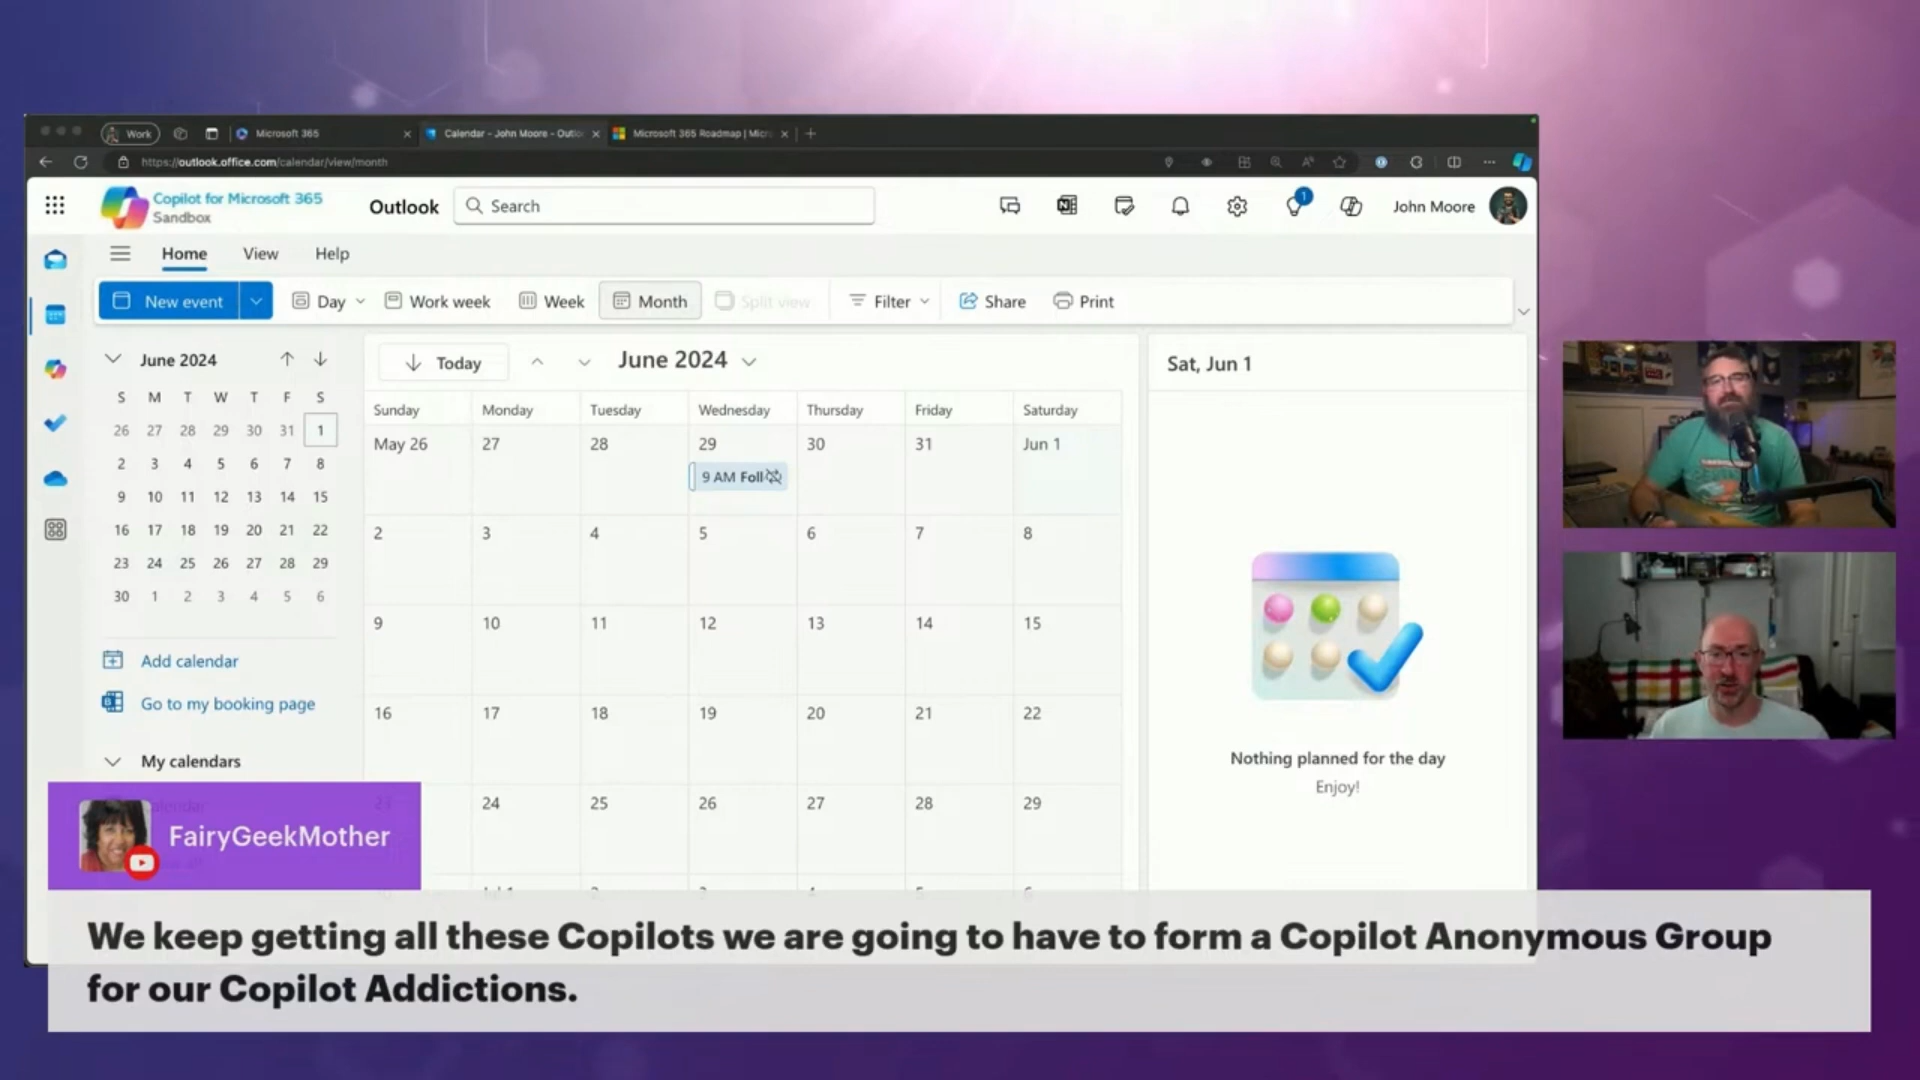 Work
Microsoft 365
Calendar - John Moore - Outlo
Microsoft 365 Roadmap | Micr
https://outlook.office.com/calendar/view/month
Copilot for Microsoft 365
Sandbox
Outlook
Search
1
John Moore
Home View Help
New event
Day
Work week
Week
Month
Split view
Filter
Share
Print
June 2024
S M T W T F S
26 27 28 29 30 31 1
2 3 4 5 6 7 8
9 10 11 12 13 14 15
16 17 18 19 20 21 22
23 24 25 26 27 28 29
30 1 2 3 4 5 6
Add calendar
Go to my booking page
My calendars
Calendar
Today
June 2024
Sunday Monday Tuesday Wednesday Thursday Friday Saturday
May 26 27 28 29 30 31 Jun 1
9 AM Foll
2 3 4 5 6 7 8
9 10 11 12 13 14 15
16 17 18 19 20 21 22
23 24 25 26 27 28 29
Sat, Jun 1
Nothing planned for the day
Enjoy!
FairyGeekMother
We keep getting all these Copilots we are going to have to form a Copilot Anonymous Group
for our Copilot Addictions.